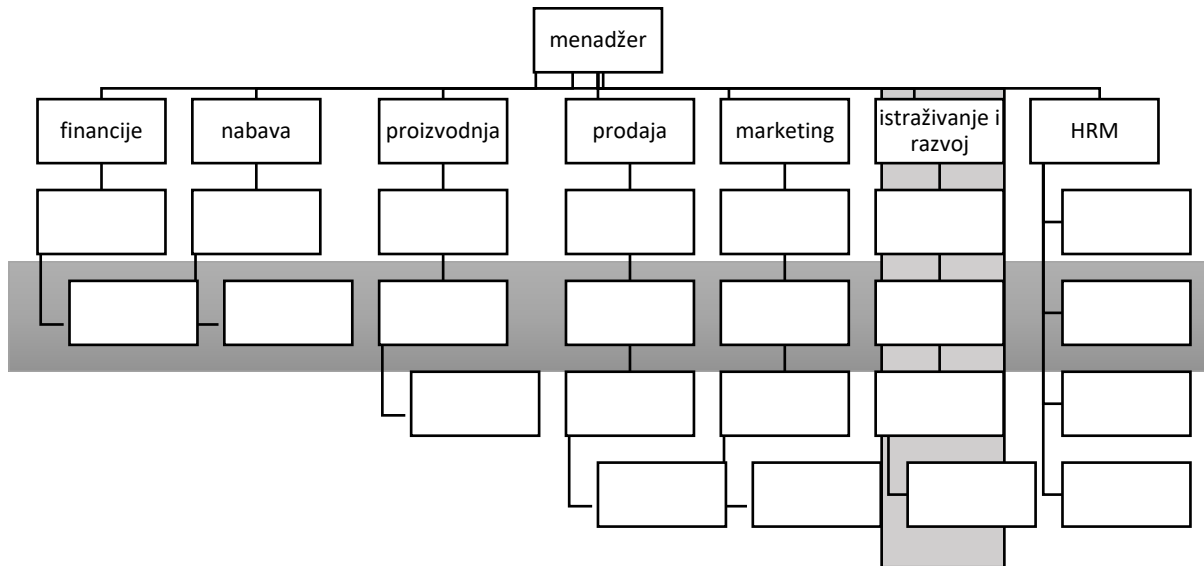 menadžer
financije
nabava
proizvodnja
prodaja
marketing
istraživanje i
razvoj
HRM